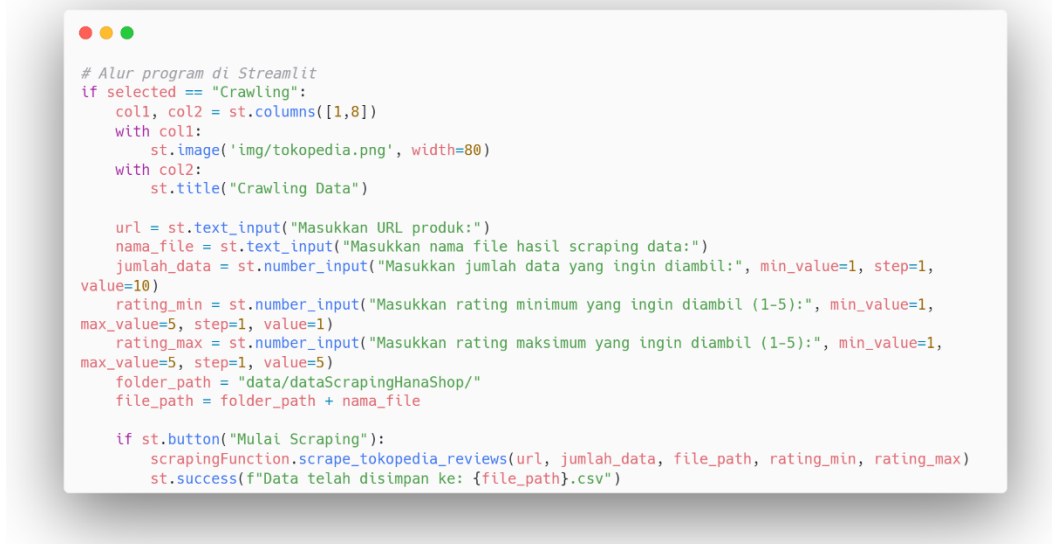 # Alur program di Streamlit
if selected == "Crawling":
    col1, col2 = st.columns([1,8])
    with col1:
        st.image('img/tokopedia.png', width=80)
    with col2:
        st.title("Crawling Data")

    url = st.text_input("Masukkan URL produk:")
    nama_file = st.text_input("Masukkan nama file hasil scraping data:")
    jumlah_data = st.number_input("Masukkan jumlah data yang ingin diambil:", min_value=1, step=1,
value=10)
    rating_min = st.number_input("Masukkan rating minimum yang ingin diambil (1-5):", min_value=1,
max_value=5, step=1, value=1)
    rating_max = st.number_input("Masukkan rating maksimum yang ingin diambil (1-5):", min_value=1,
max_value=5, step=1, value=5)
    folder_path = "data/dataScrapingHanaShop/"
    file_path = folder_path + nama_file

    if st.button("Mulai Scraping"):
        scrapingFunction.scrape_tokopedia_reviews(url, jumlah_data, file_path, rating_min, rating_max)
        st.success(f"Data telah disimpan ke: {file_path}.csv")